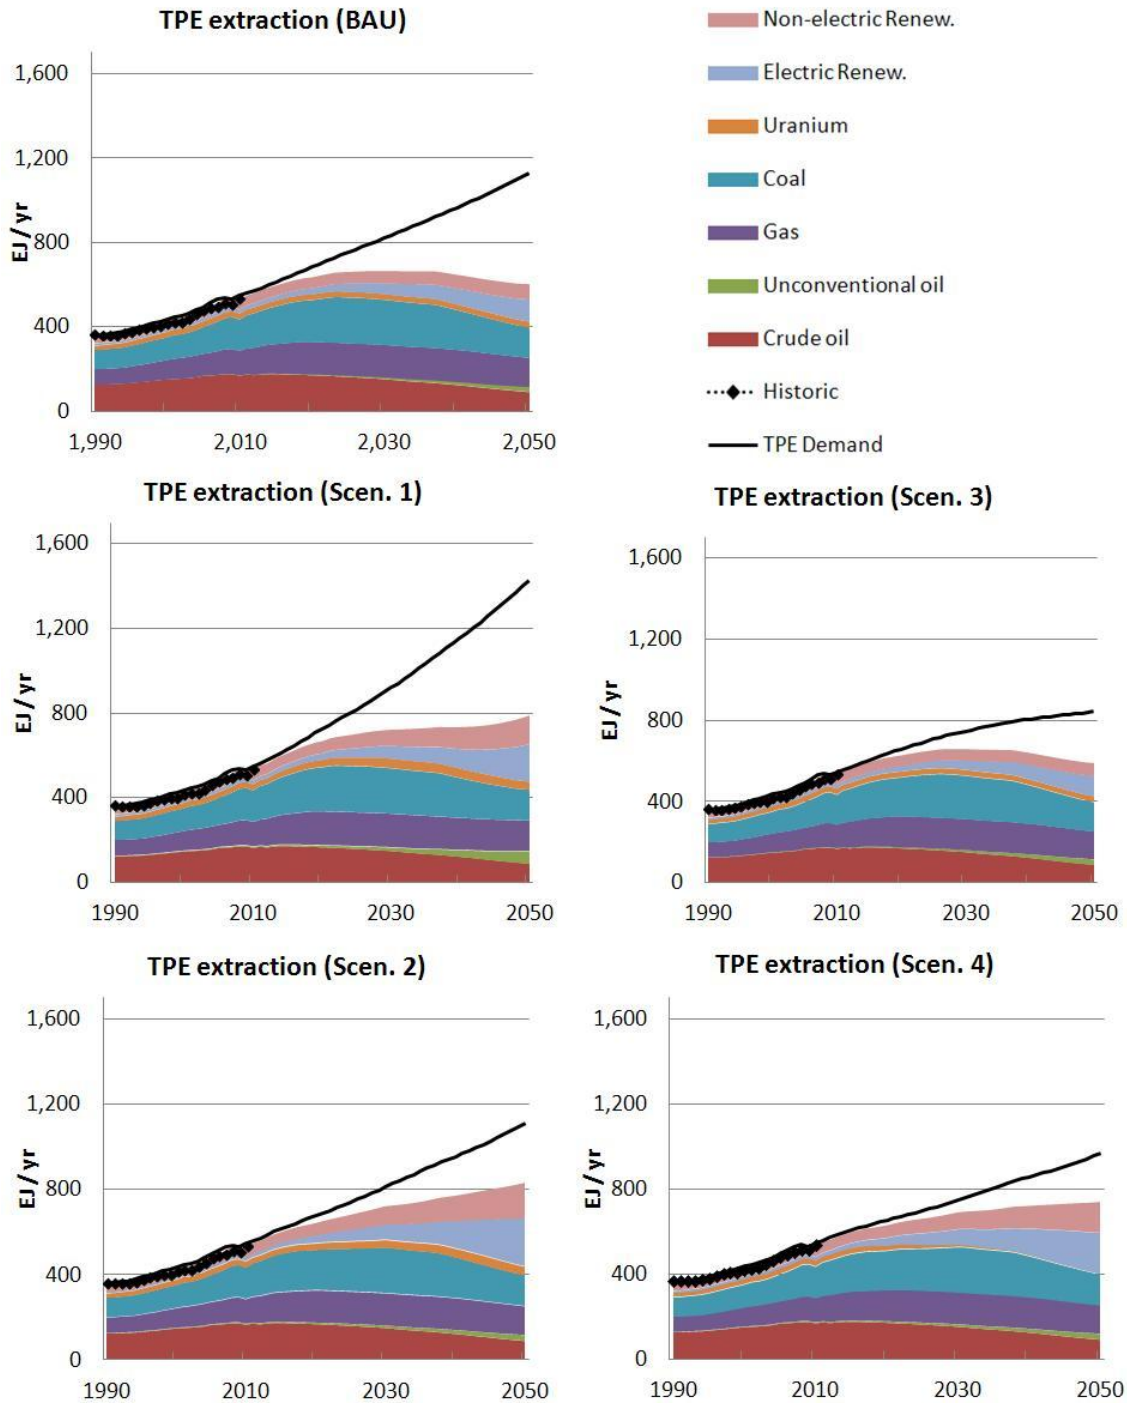 TPE extraction (BAU)
EJ / yr
1,600
1,200
800
400
0
1,990
2,010
2,030
2,050
Non-electric Renew.
Electric Renew.
Uranium
Coal
Gas
Unconventional oil
Crude oil
Historic
TPE Demand
TPE extraction (Scen. 1)
EJ / yr
1,600
1,200
800
400
0
1990
2010
2030
2050
TPE extraction (Scen. 3)
EJ / yr
1,600
1,200
800
400
0
1990
2010
2030
2050
TPE extraction (Scen. 2)
EJ / yr
1,600
1,200
800
400
0
1990
2010
2030
2050
TPE extraction (Scen. 4)
EJ / yr
1,600
1,200
800
400
0
1990
2010
2030
2050